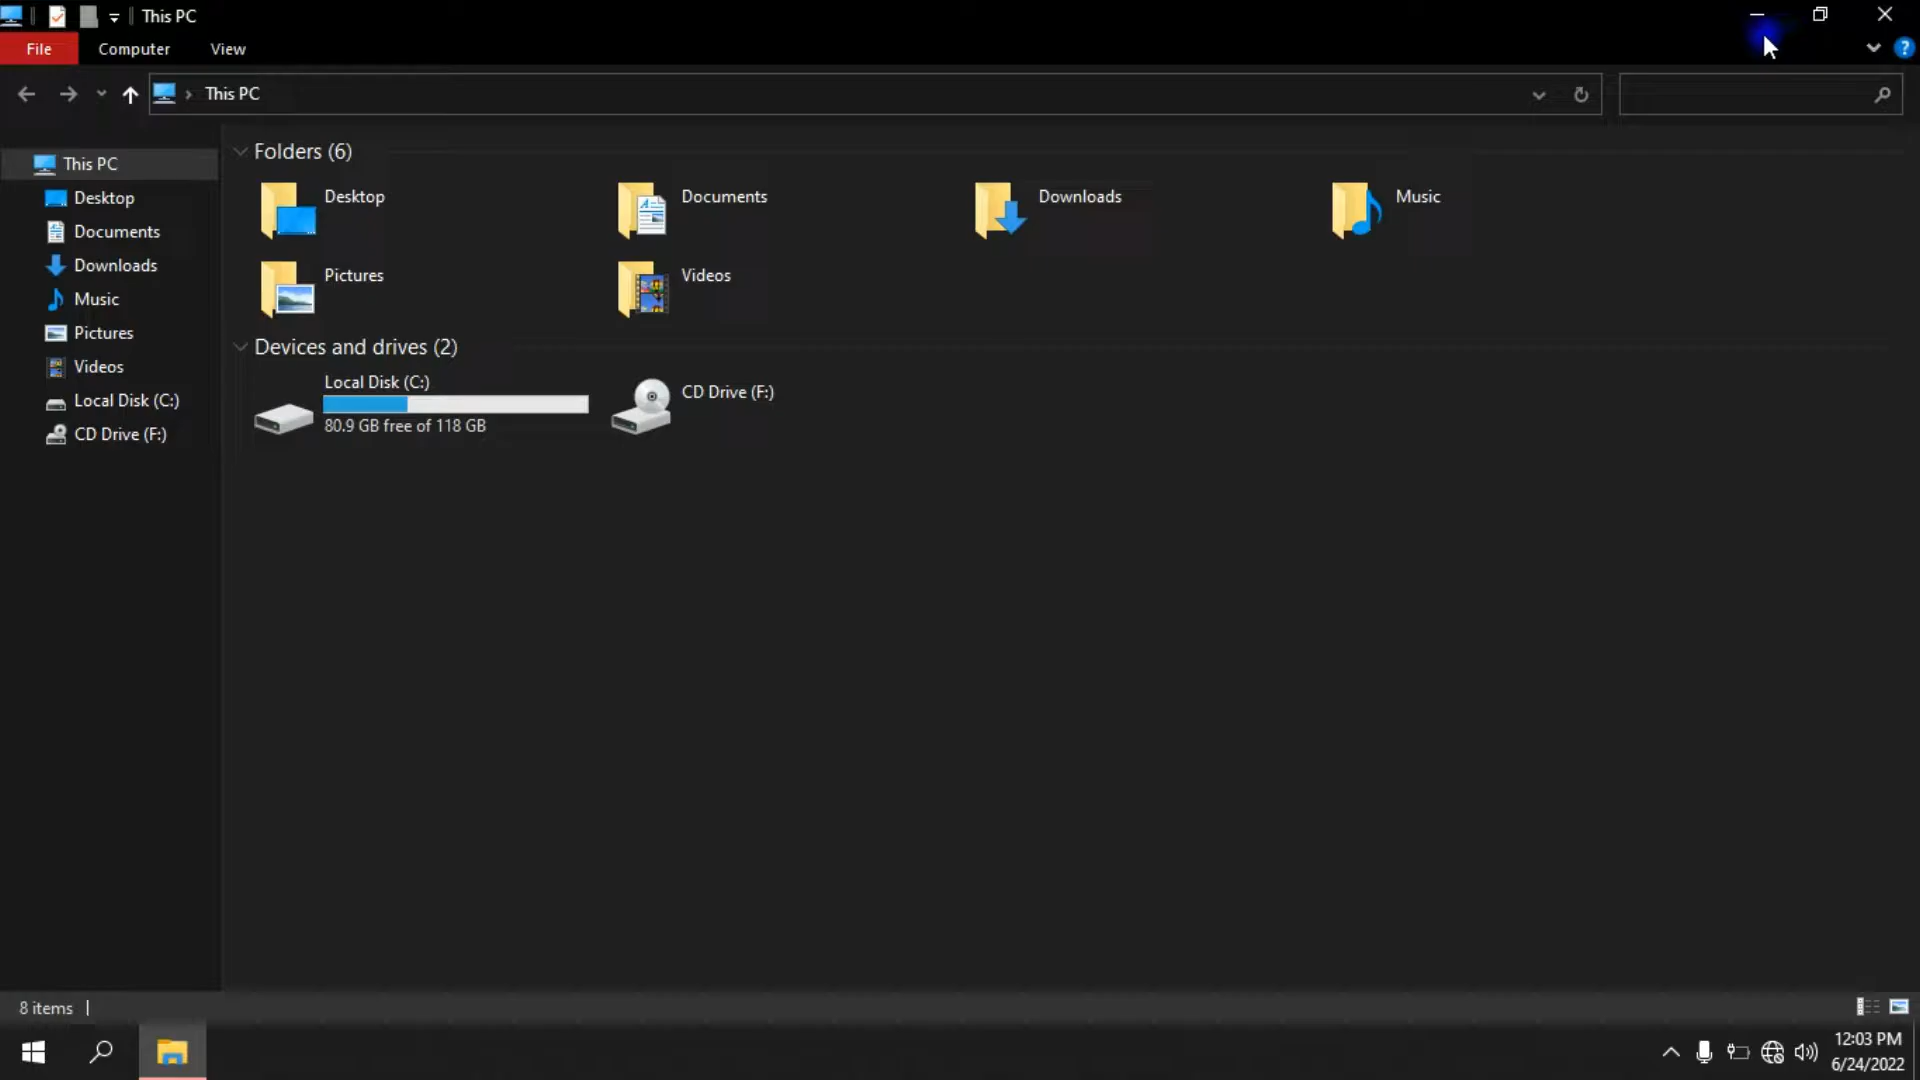 This PC
File Computer View
This PC
This PC
Desktop
Documents
Downloads
Music
Pictures
Videos
Local Disk (C:)
CD Drive (F:)
Folders (6)
Desktop
Documents
Downloads
Music
Pictures
Videos
Devices and drives (2)
Local Disk (C:)
80.9 GB free of 118 GB
CD Drive (F:)
8 items
12:03 PM
6/24/2022